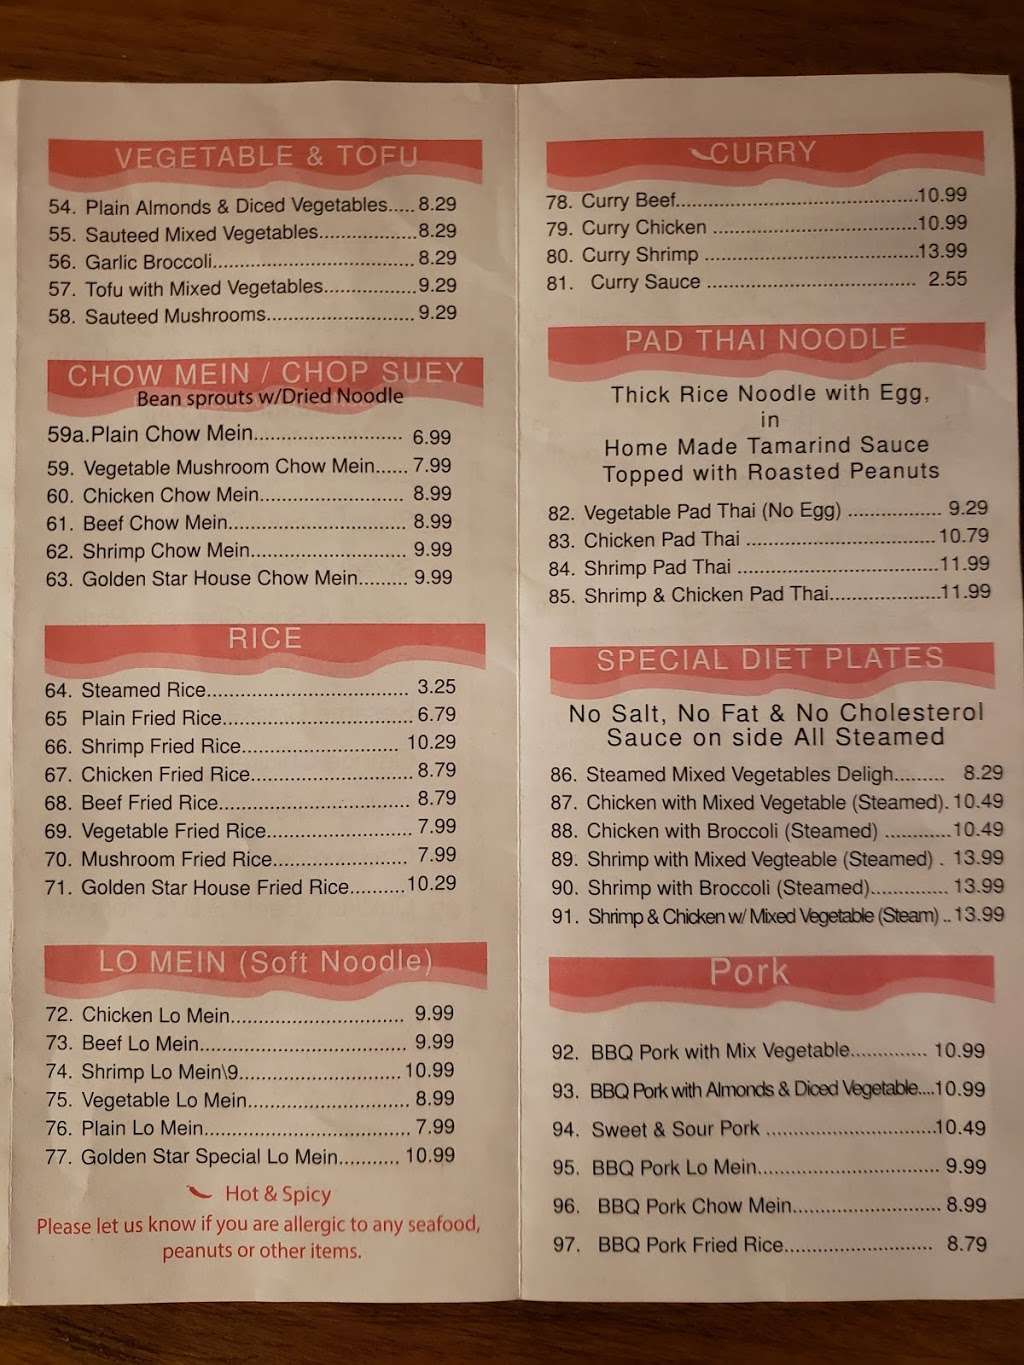 VEGETABLE & TOFU
54. Plain Almonds & Diced Vegetables..... 8.29
55. Sauteed Mixed Vegetables.................8.29
56. Garlic Broccoli.................................... 8.29
57. Tofu with Mixed Vegetables................9.29
58. Sauteed Mushrooms.......................... 9.29
CHOW MEIN / CHOP SUEY
Bean sprouts w/Dried Noodle
59a.Plain Chow Mein........................... 6.99
59. Vegetable Mushroom Chow Mein...... 7.99
60. Chicken Chow Mein.......................... 8.99
61. Beef Chow Mein................................ 8.99
62. Shrimp Chow Mein............................ 9.99
63. Golden Star House Chow Mein......... 9.99
RICE
64. Steamed Rice.................................... 3.25
65 Plain Fried Rice.................................. 6.79
66. Shrimp Fried Rice............................ 10.29
67. Chicken Fried Rice............................. 8.79
68. Beef Fried Rice.................................. 8.79
69. Vegetable Fried Rice.......................... 7.99
70. Mushroom Fried Rice........................ 7.99
71. Golden Star House Fried Rice..........10.29
LO MEIN (Soft Noodle)
72. Chicken Lo Mein............................... 9.99
73. Beef Lo Mein..................................... 9.99
74. Shrimp Lo Mein\9............................. 10.99
75. Vegetable Lo Mein............................. 8.99
76. Plain Lo Mein..................................... 7.99
77. Golden Star Special Lo Mein........... 10.99
Hot & Spicy
Please let us know if you are allergic to any seafood,
peanuts or other items.
CURRY
78. Curry Beef...........................................10.99
79. Curry Chicken .....................................10.99
80. Curry Shrimp ......................................13.99
81. Curry Sauce ..................................... 2.55
PAD THAI NOODLE
Thick Rice Noodle with Egg,
in
Home Made Tamarind Sauce
Topped with Roasted Peanuts
82. Vegetable Pad Thai (No Egg) ................. 9.29
83. Chicken Pad Thai .................................. 10.79
84. Shrimp Pad Thai ....................................11.99
85. Shrimp & Chicken Pad Thai....................11.99
SPECIAL DIET PLATES
No Salt, No Fat & No Cholesterol
Sauce on side All Steamed
86. Steamed Mixed Vegetables Deligh......... 8.29
87. Chicken with Mixed Vegetable (Steamed). 10.49
88. Chicken with Broccoli (Steamed) ............10.49
89. Shrimp with Mixed Vegteable (Steamed) . 13.99
90. Shrimp with Broccoli (Steamed).............. 13.99
91. Shrimp & Chicken w/ Mixed Vegetable (Steam) .. 13.99
Pork
92. BBQ Pork with Mix Vegetable.............. 10.99
93. BBQ Pork with Almonds & Diced Vegetable....10.99
94. Sweet & Sour Pork ..............................10.49
95. BBQ Pork Lo Mein................................. 9.99
96. BBQ Pork Chow Mein........................... 8.99
97. BBQ Pork Fried Rice........................... 8.79